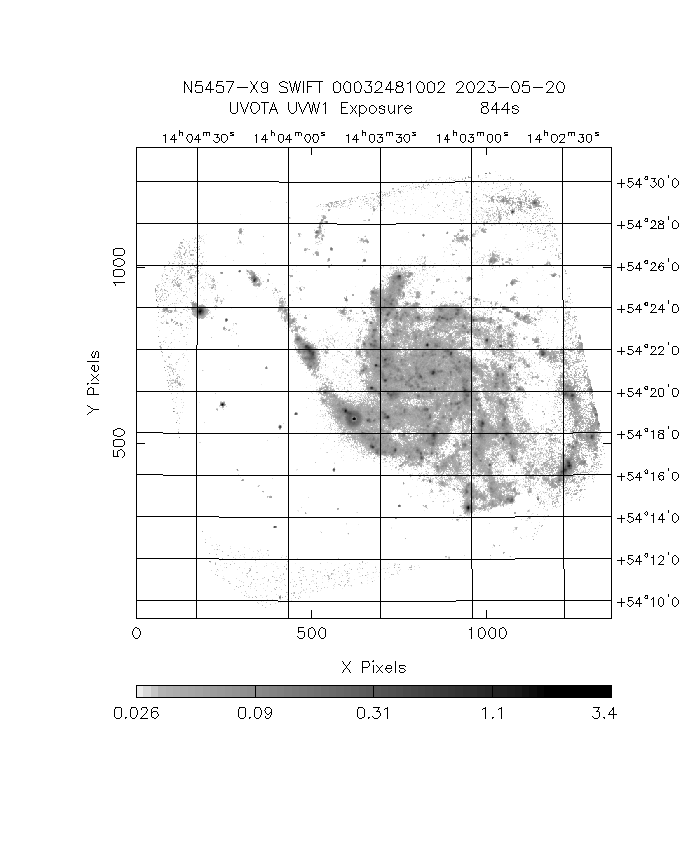 N5457-X9 SWIFT 00032481002 2023-05-20
UVOTA UVW1 Exposure 844s
14ʰ04ᵐ30ˢ 14ʰ04ᵐ00ˢ 14ʰ03ᵐ30ˢ 14ʰ03ᵐ00ˢ 14ʰ02ᵐ30ˢ
+54°30'0
+54°28'0
+54°26'0
+54°24'0
+54°22'0
+54°20'0
+54°18'0
+54°16'0
+54°14'0
+54°12'0
+54°10'0
1000
500
Y Pixels
0 500 1000
X Pixels
0.026 0.09 0.31 1.1 3.4